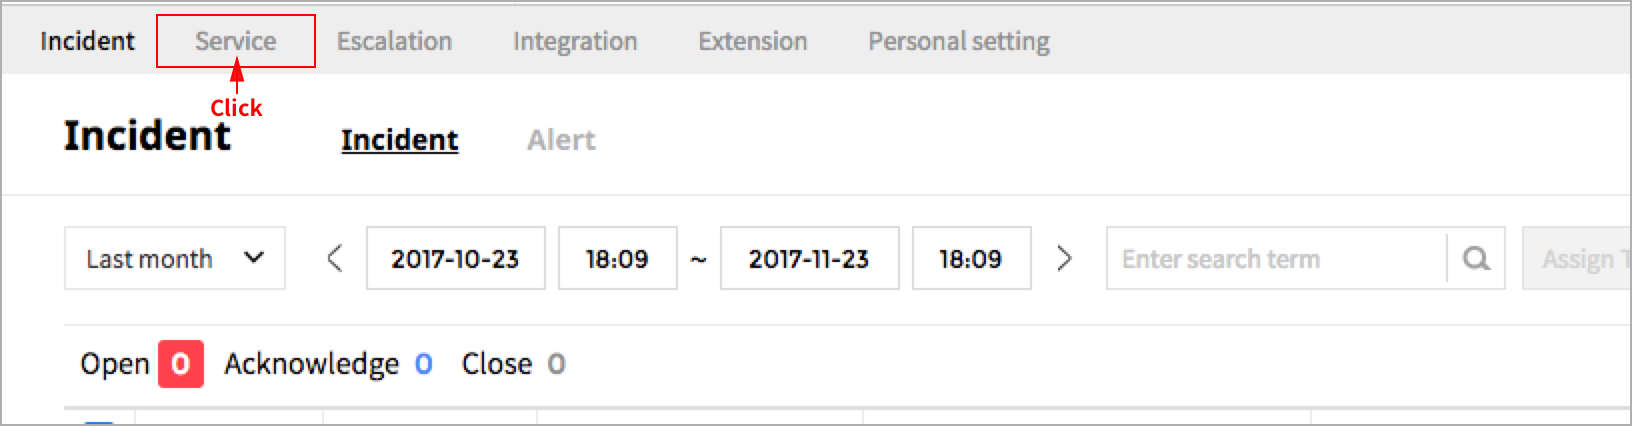 Incident Service Escalation Integration Extension Personal setting
Click
Incident Incident Alert
Last month 2017-10-23 18:09 ~ 2017-11-23 18:09 Enter search term Assign
Open 0 Acknowledge 0 Close 0